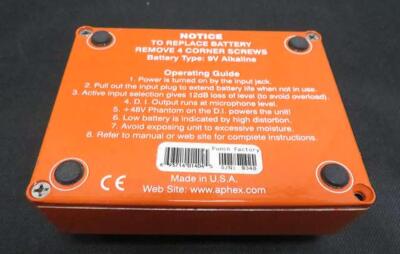 NOTICE
TO REPLACE BATTERY
REMOVE 4 CORNER SCREWS
Battery Type: 9V Alkaline
Operating Guide
1. Power is turned on by the input jack.
2. Pull out the input plug to extend battery life when not in use.
3. Active input selection gives 12dB loss of level (to avoid overload).
4. D. I. Output runs at microphone level.
5. +48V Phantom on the D.I. powers the unit!
6. Low battery is indicated by high distortion.
7. Avoid exposing unit to excessive moisture.
8. Refer to manual or web site for complete instructions.
Punch Factory
S/N: 9340
CE
Made in U.S.A.
Web Site: www.aphex.com